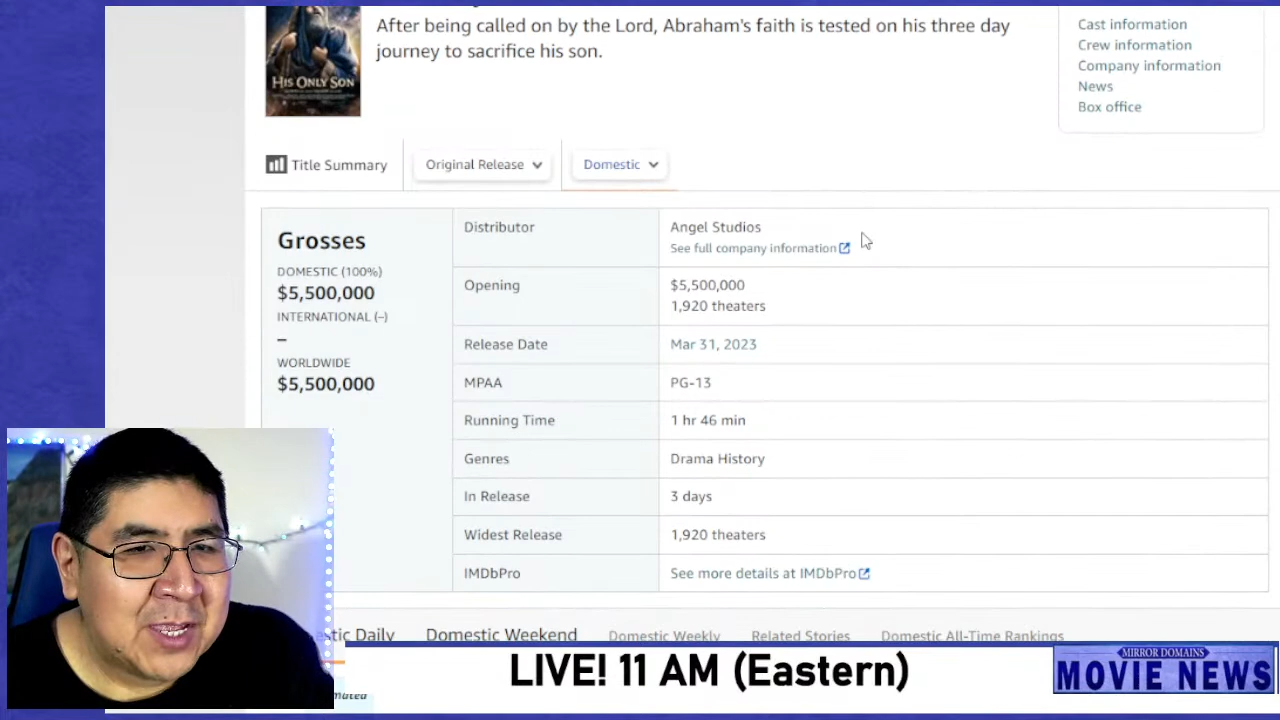 After being called on by the Lord, Abraham's faith is tested on his three day
journey to sacrifice his son.
HIS ONLY SON
Cast information
Crew information
Company information
News
Box office
Title Summary
Original Release
Domestic
Grosses
DOMESTIC (100%)
$5,500,000
INTERNATIONAL (–)
–
WORLDWIDE
$5,500,000
Distributor
Angel Studios
See full company information
Opening
$5,500,000
1,920 theaters
Release Date
Mar 31, 2023
MPAA
PG-13
Running Time
1 hr 46 min
Genres
Drama History
In Release
3 days
Widest Release
1,920 theaters
IMDbPro
See more details at IMDbPro
Daily
Domestic Weekend
Domestic Weekly
Related Stories
Domestic All-Time Rankings
LIVE! 11 AM (Eastern)
MIRROR DOMAINS
MOVIE NEWS